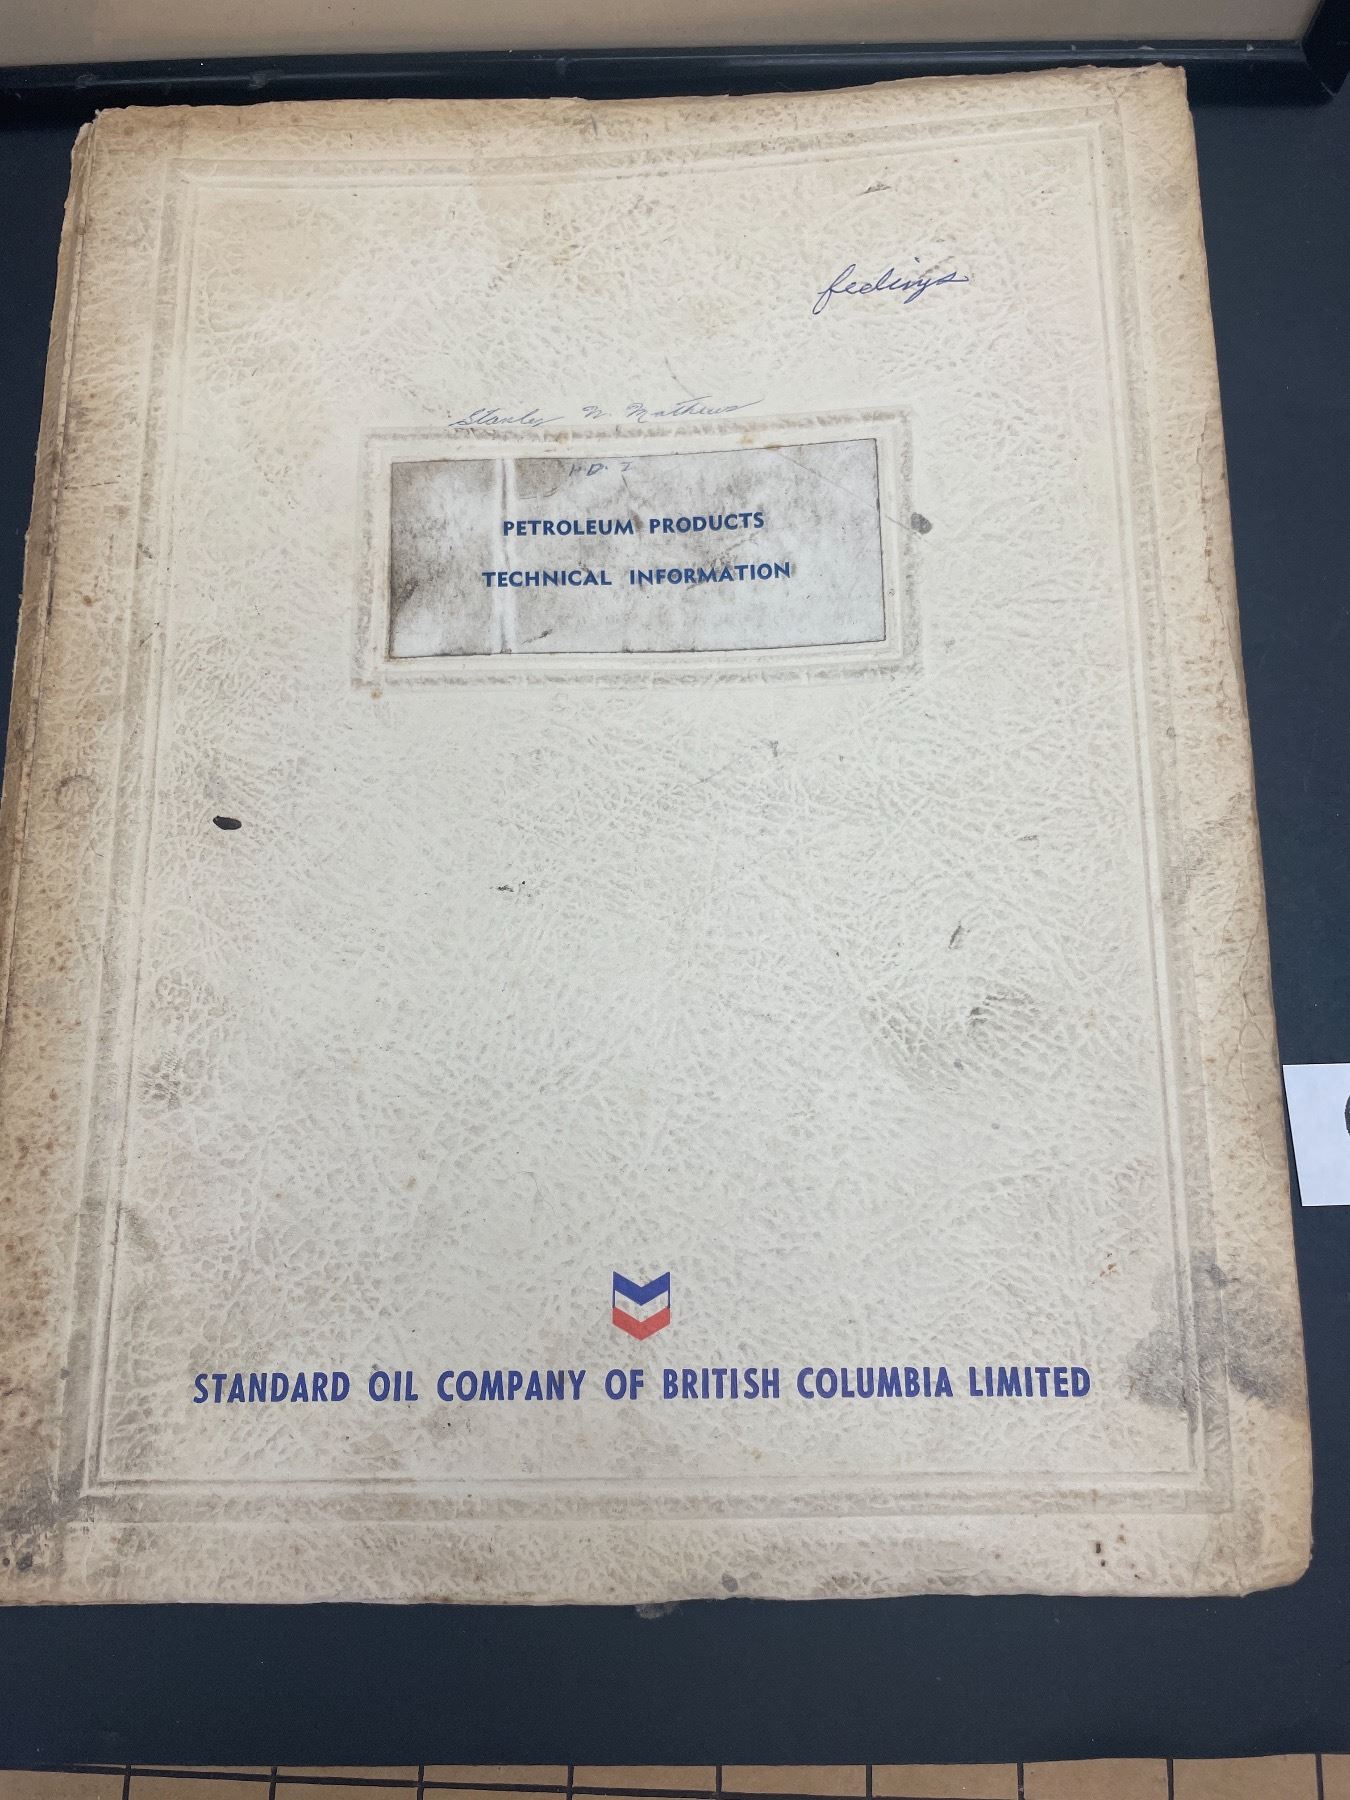 feelings
Stanley N. Mathews
H.D. I
PETROLEUM PRODUCTS
TECHNICAL INFORMATION
STANDARD OIL COMPANY OF BRITISH COLUMBIA LIMITED